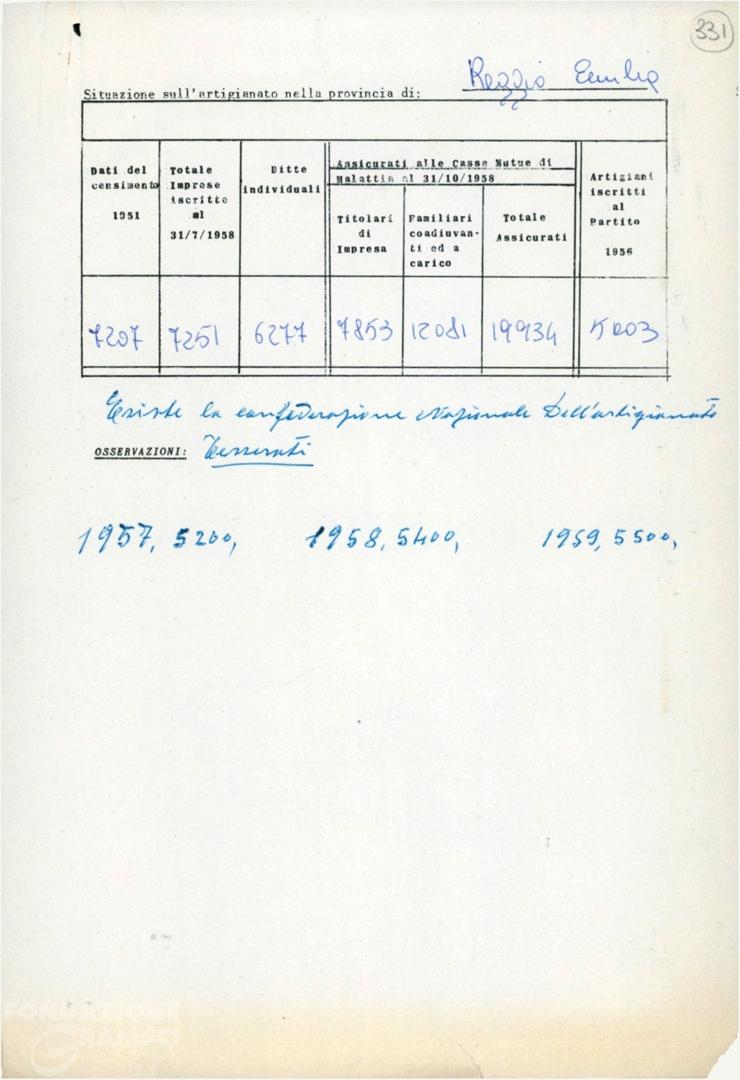 331
Situazione sull'artigianato nella provincia di: Reggio Emilia
Dati del censimento 1951
Totale Imprese iscritte al 31/7/1958
Ditte individuali
Assicurati alle Casse Mutue di Malattia al 31/10/1958
Titolari di Impresa
Familiari coadiuvanti ed a carico
Totale Assicurati
Artigiani iscritti al Partito 1956
7207 7251 6277 7853 12081 19934 5003
Esiste la confederazione Nazionale Dell'artigianato
OSSERVAZIONI: Tesserati
1957, 5200, 1958, 5400, 1959, 5500,
FONDAZIONE
GRAMSCI